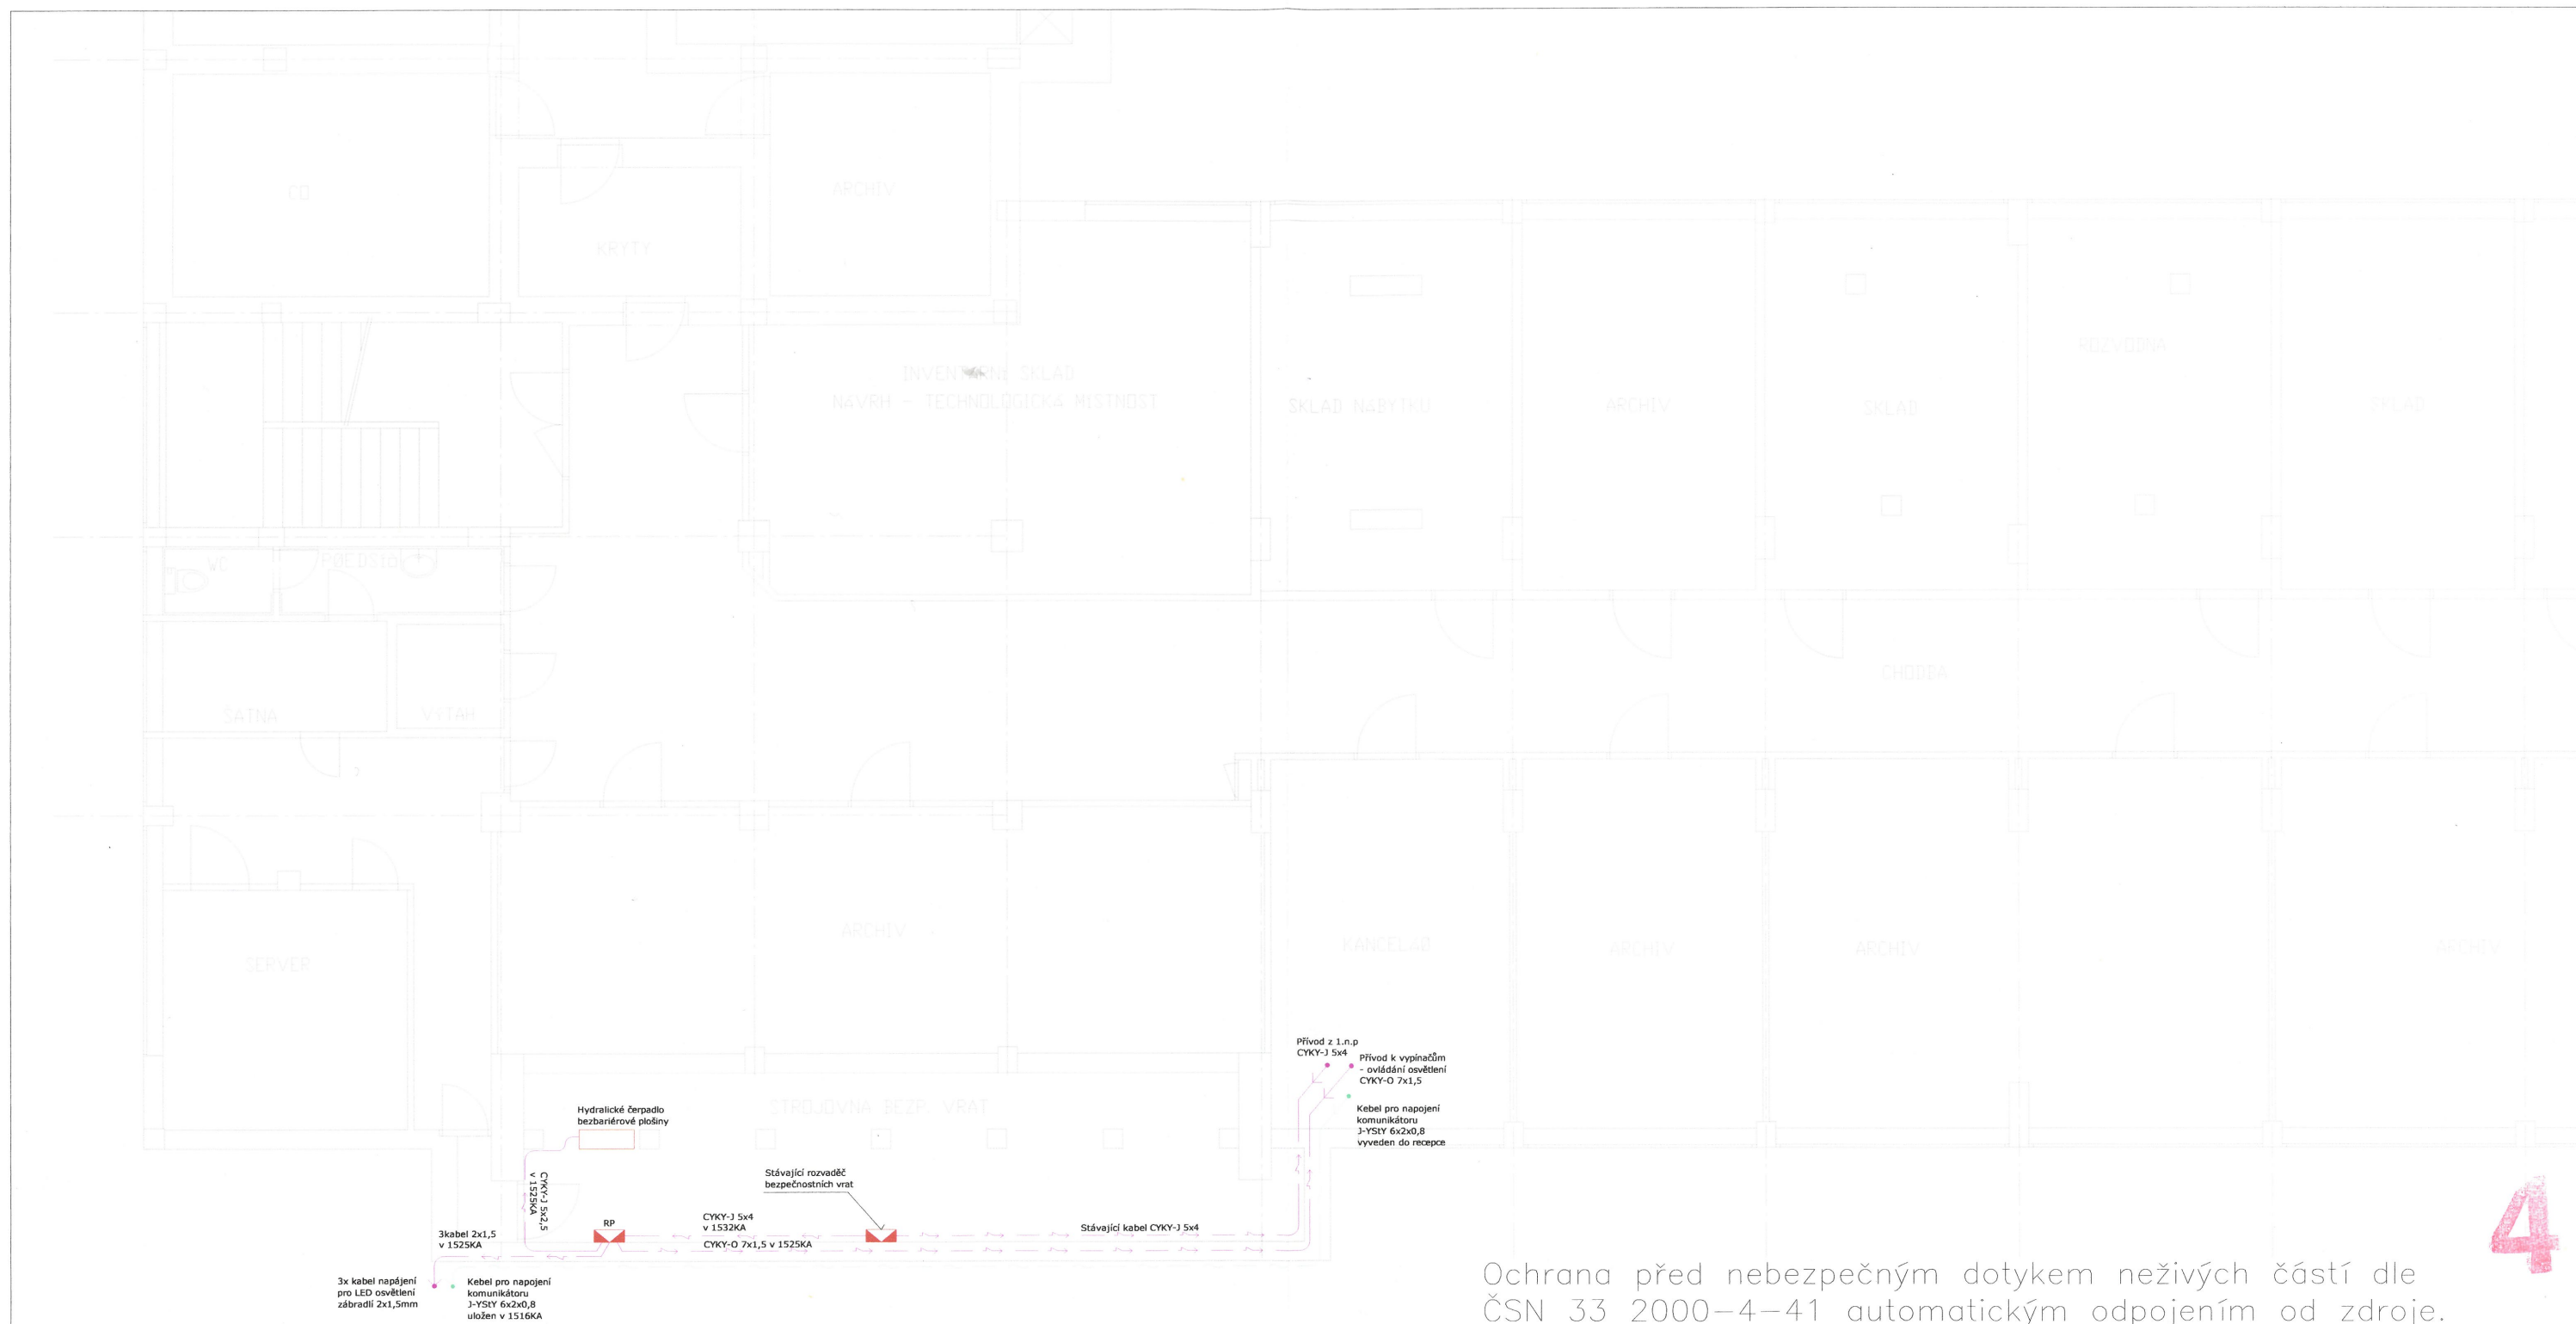 CO
ARCHIV
KRYTY
INVENTÁRNÍ SKLAD
NÁVRH - TECHNOLOGICKÁ MÍSTNOST
SKLAD NÁBYTKU
ARCHIV
SKLAD
ROZVODNA
SKLAD
WC
CHODBA
ŠATNA
VÝTAH
?
SERVER
ARCHIV
ARCHIV
ARCHIV
ARCHIV
STROJOVNA BEZP. VRAT
Přívod z 1.n.p
CYKY-J 5x4
Přívod k vypínačům
- ovládání osvětlení
CYKY-O 7x1,5
Kebel pro napojení
komunikátoru
J-YStY 6x2x0,8
vyveden do recepce
Hydralické čerpadlo
bezbariérové plošiny
CYKY-J 5x2,5
v 1525KA
Stávající rozvaděč
bezpečnostních vrat
RP
CYKY-J 5x4
v 1532KA
CYKY-O 7x1,5 v 1525KA
Stávající kabel CYKY-J 5x4
3kabel 2x1,5
v 1525KA
3x kabel napájení
pro LED osvětlení
zábradlí 2x1,5mm
Kebel pro napojení
komunikátoru
J-YStY 6x2x0,8
uložen v 1516KA
4
Ochrana před nebezpečným dotykem neživých částí dle
ČSN 33 2000-4-41 automatickým odpojením od zdroje.